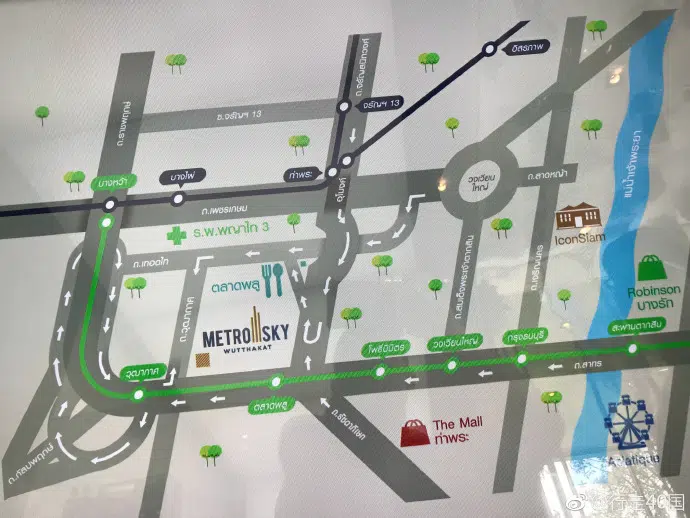 อิสรภาพ
ถ.จรัญสนิทวงศ์
จรัญฯ 13
ซ.จรัญฯ 13
ถ.ราชพฤกษ์
แม่น้ำเจ้าพระยา
บางหว้า
บางไผ่
ท่าพระ
วงเวียน
ใหญ่
ถ.ลาดหญ้า
ถ.เพชรเกษม
อุโมงค์
IconSiam
ร.พ.พญาไท 3
ถ.เทอดไท
ตลาดพลู
ถ.วุฒากาศ
ถ.สมเด็จพระเจ้าตากสิน
ถ.เจริญนคร
Robinson
บางรัก
METRO SKY
WUTTHAKAT
โพธิ์นิมิตร
วงเวียนใหญ่
กรุงธนบุรี
สะพานตากสิน
วุฒากาศ
ตลาดพลู
ถ.สาทร
ถ.รัชดาภิเษก
The Mall
ท่าพระ
Asiatique
ถ.กัลปพฤกษ์